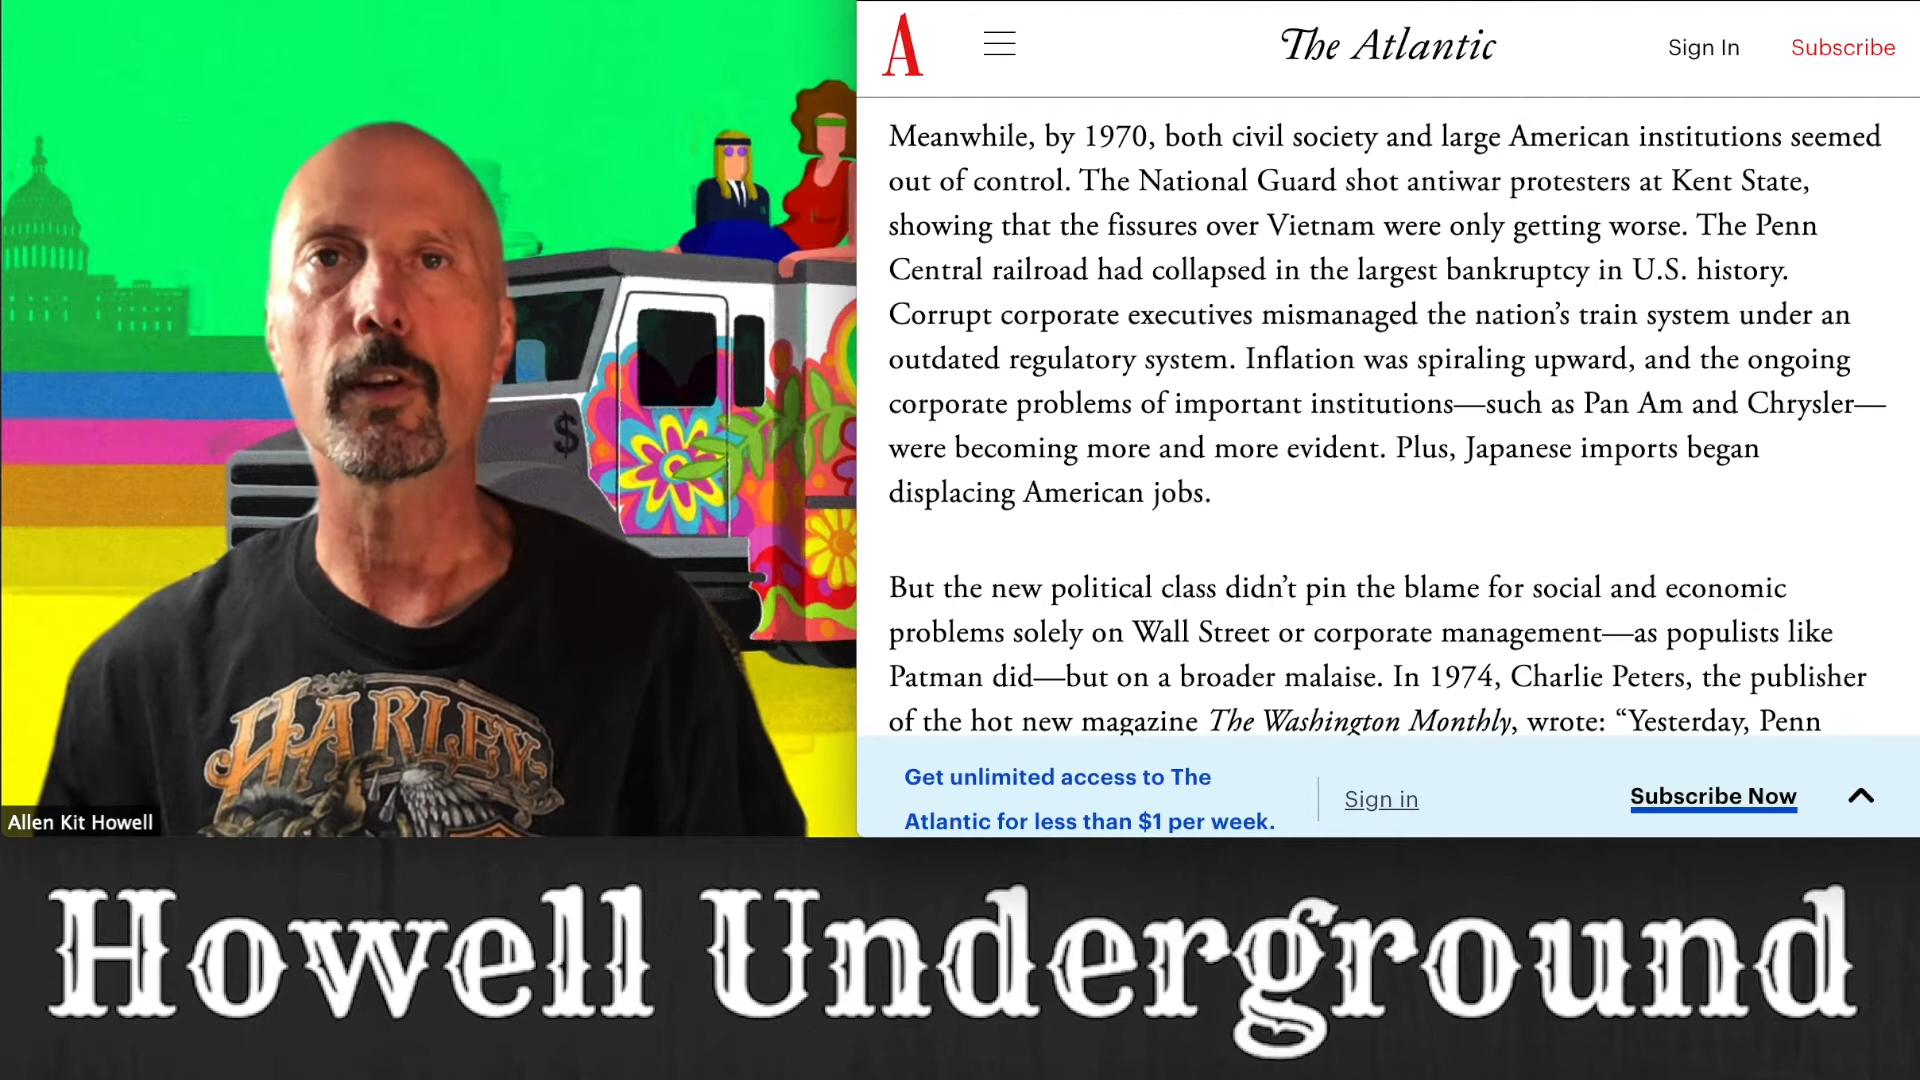 A
The Atlantic
Sign In
Subscribe
Meanwhile, by 1970, both civil society and large American institutions seemed
out of control. The National Guard shot antiwar protesters at Kent State,
showing that the fissures over Vietnam were only getting worse. The Penn
Central railroad had collapsed in the largest bankruptcy in U.S. history.
Corrupt corporate executives mismanaged the nation’s train system under an
outdated regulatory system. Inflation was spiraling upward, and the ongoing
corporate problems of important institutions—such as Pan Am and Chrysler—
were becoming more and more evident. Plus, Japanese imports began
displacing American jobs.
But the new political class didn’t pin the blame for social and economic
problems solely on Wall Street or corporate management—as populists like
Patman did—but on a broader malaise. In 1974, Charlie Peters, the publisher
of the hot new magazine The Washington Monthly, wrote: “Yesterday, Penn
Get unlimited access to The
Atlantic for less than $1 per week.
Sign in
Subscribe Now
$
HARLEY
Allen Kit Howell
Howell Underground